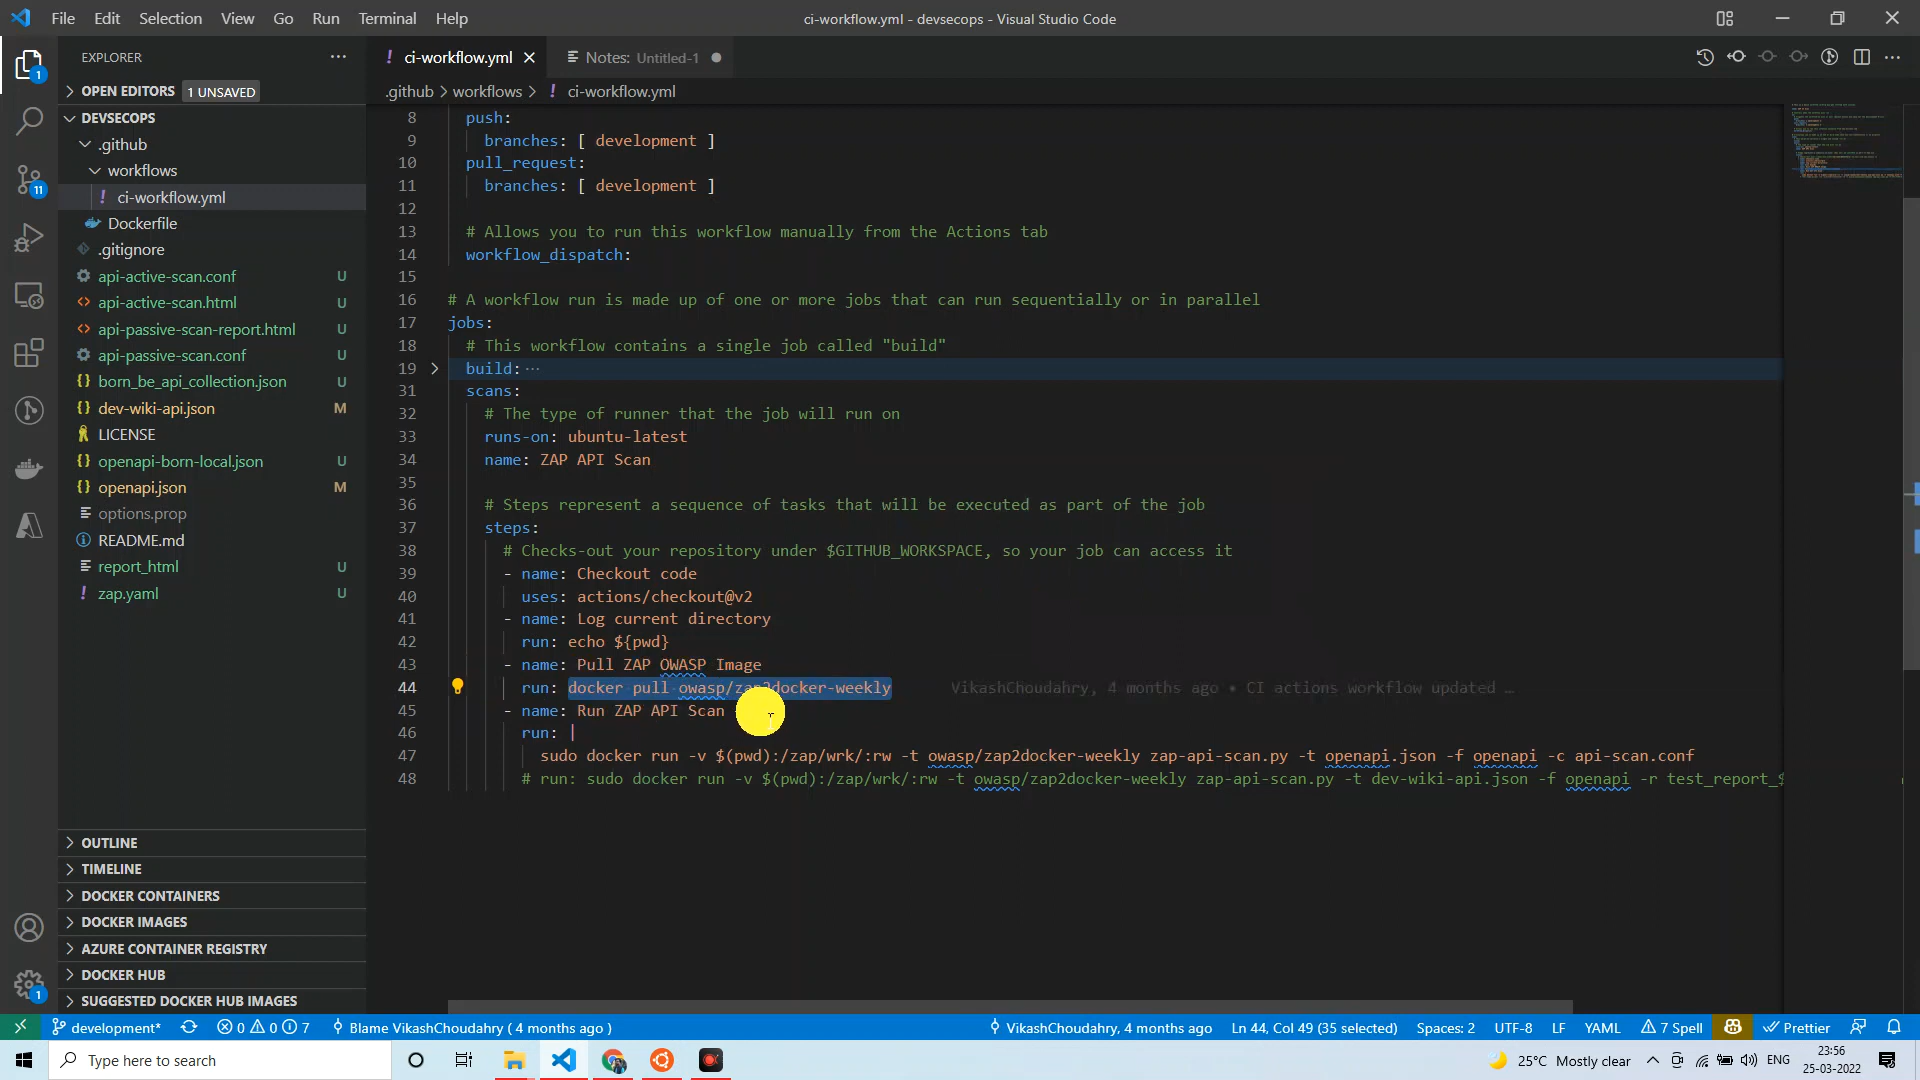 File Edit Selection View Go Run Terminal Help
ci-workflow.yml - devsecops - Visual Studio Code
EXPLORER
! ci-workflow.yml
Notes: Untitled-1
OPEN EDITORS 1 UNSAVED
.github > workflows > ! ci-workflow.yml
DEVSECOPS
.github
workflows
! ci-workflow.yml
Dockerfile
.gitignore
api-active-scan.conf U
<> api-active-scan.html U
<> api-passive-scan-report.html U
api-passive-scan.conf U
{} born_be_api_collection.json U
{} dev-wiki-api.json M
LICENSE
{} openapi-born-local.json U
{} openapi.json M
options.prop
README.md
report_html U
! zap.yaml U
OUTLINE
TIMELINE
DOCKER CONTAINERS
DOCKER IMAGES
AZURE CONTAINER REGISTRY
DOCKER HUB
SUGGESTED DOCKER HUB IMAGES
1
11
1
8 push:
9 branches: [ development ]
10 pull_request:
11 branches: [ development ]
12
13 # Allows you to run this workflow manually from the Actions tab
14 workflow_dispatch:
15
16 # A workflow run is made up of one or more jobs that can run sequentially or in parallel
17 jobs:
18 # This workflow contains a single job called "build"
19 build: ···
31 scans:
32 # The type of runner that the job will run on
33 runs-on: ubuntu-latest
34 name: ZAP API Scan
35
36 # Steps represent a sequence of tasks that will be executed as part of the job
37 steps:
38 # Checks-out your repository under $GITHUB_WORKSPACE, so your job can access it
39 - name: Checkout code
40 uses: actions/checkout@v2
41 - name: Log current directory
42 run: echo ${pwd}
43 - name: Pull ZAP OWASP Image
44 run: docker pull owasp/zap2docker-weekly VikashChoudahry, 4 months ago • CI actions workflow updated …
45 - name: Run ZAP API Scan
46 run: |
47 sudo docker run -v $(pwd):/zap/wrk/:rw -t owasp/zap2docker-weekly zap-api-scan.py -t openapi.json -f openapi -c api-scan.conf
48 # run: sudo docker run -v $(pwd):/zap/wrk/:rw -t owasp/zap2docker-weekly zap-api-scan.py -t dev-wiki-api.json -f openapi -r test_report_$
development* 0 0 7 Blame VikashChoudahry ( 4 months ago ) VikashChoudahry, 4 months ago Ln 44, Col 49 (35 selected) Spaces: 2 UTF-8 LF YAML 7 Spell Prettier
Type here to search
25°C Mostly clear
ENG
23:56
25-03-2022